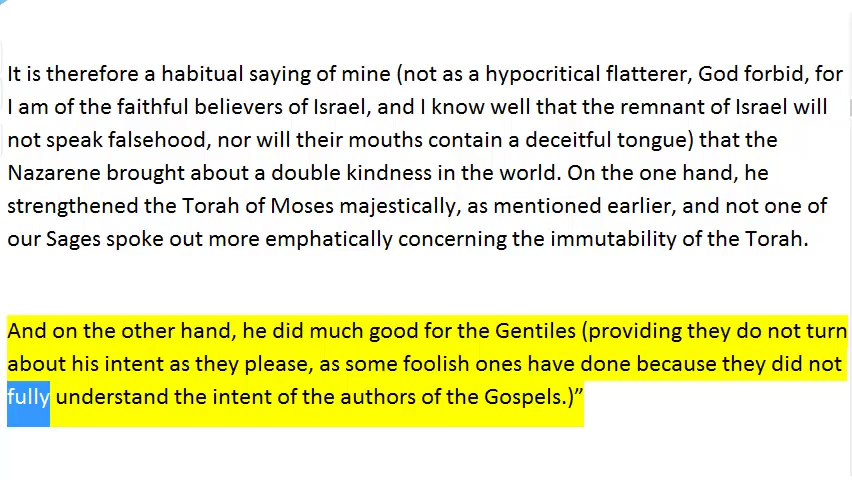 It is therefore a habitual saying of mine (not as a hypocritical flatterer, God forbid, for
I am of the faithful believers of Israel, and I know well that the remnant of Israel will
not speak falsehood, nor will their mouths contain a deceitful tongue) that the
Nazarene brought about a double kindness in the world. On the one hand, he
strengthened the Torah of Moses majestically, as mentioned earlier, and not one of
our Sages spoke out more emphatically concerning the immutability of the Torah.
And on the other hand, he did much good for the Gentiles (providing they do not turn
about his intent as they please, as some foolish ones have done because they did not
fully understand the intent of the authors of the Gospels.)”